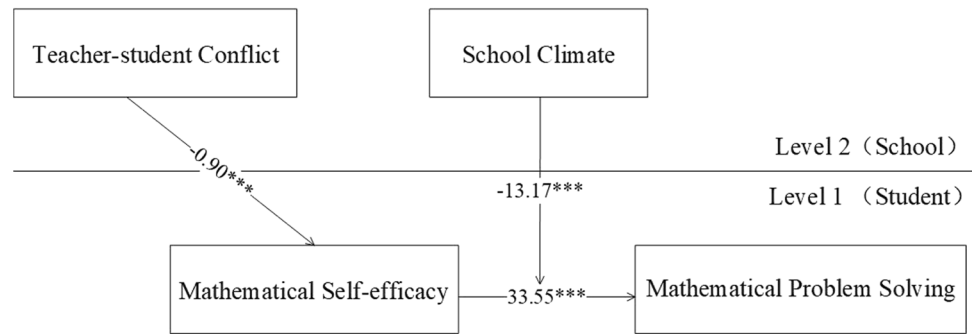 Teacher-student Conflict
School Climate
Level 2（School）
-0.90***
-13.17***
Level 1 （Student）
Mathematical Self-efficacy
33.55***
Mathematical Problem Solving